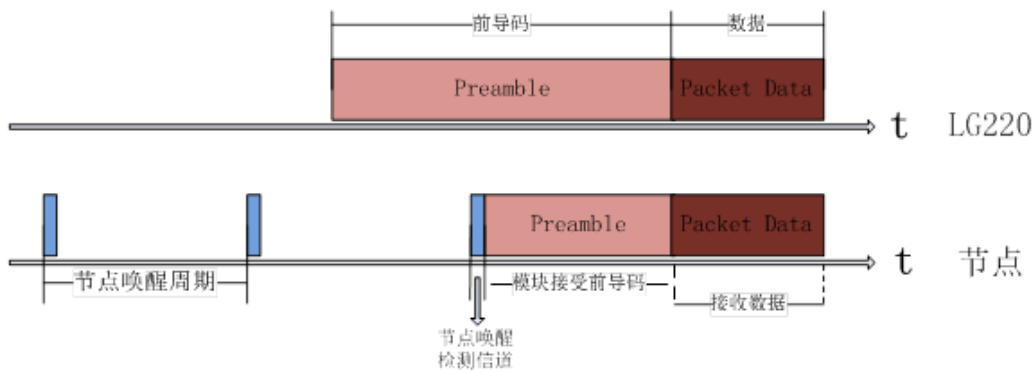 前导码
数据
Preamble
Packet Data
t LG220
Preamble
Packet Data
t 节点
节点唤醒周期
模块接受前导码
接收数据
节点唤醒
检测信道